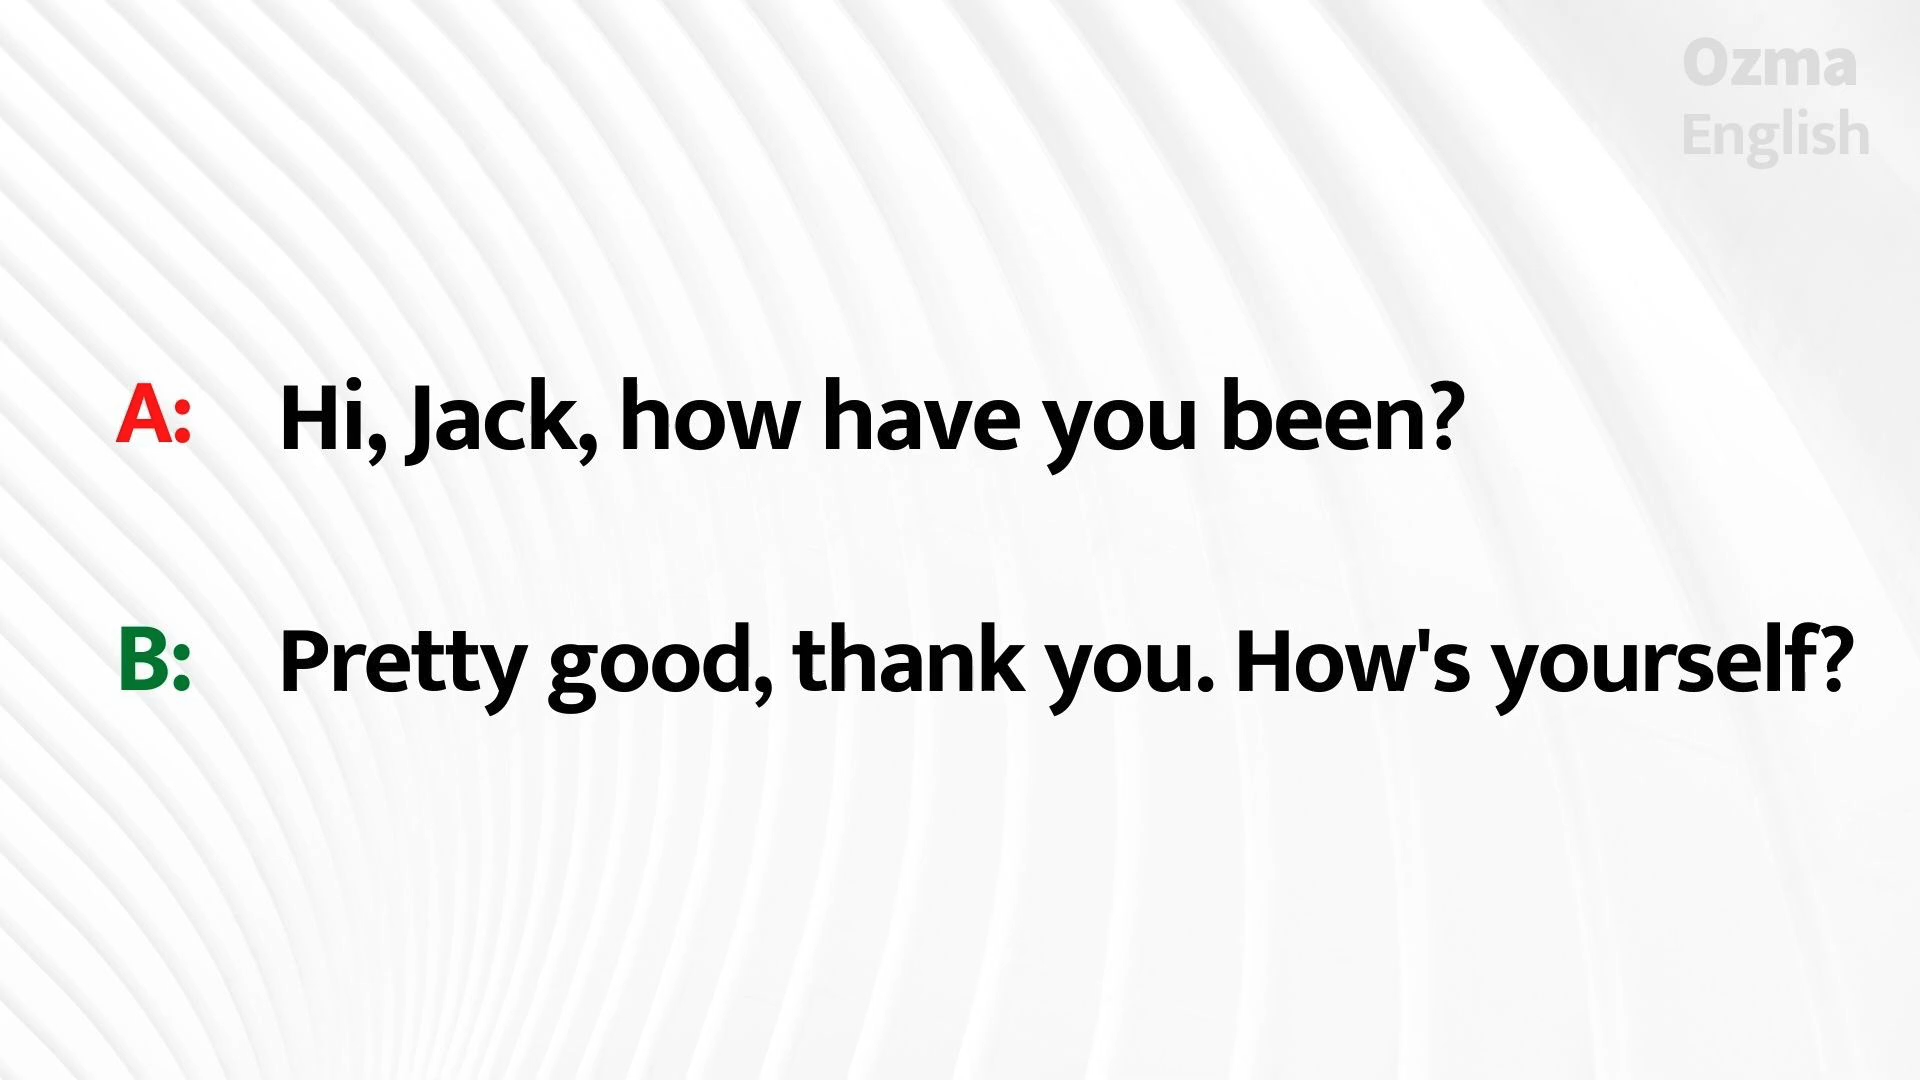 Ozma
English
A: Hi, Jack, how have you been?
B: Pretty good, thank you. How's yourself?